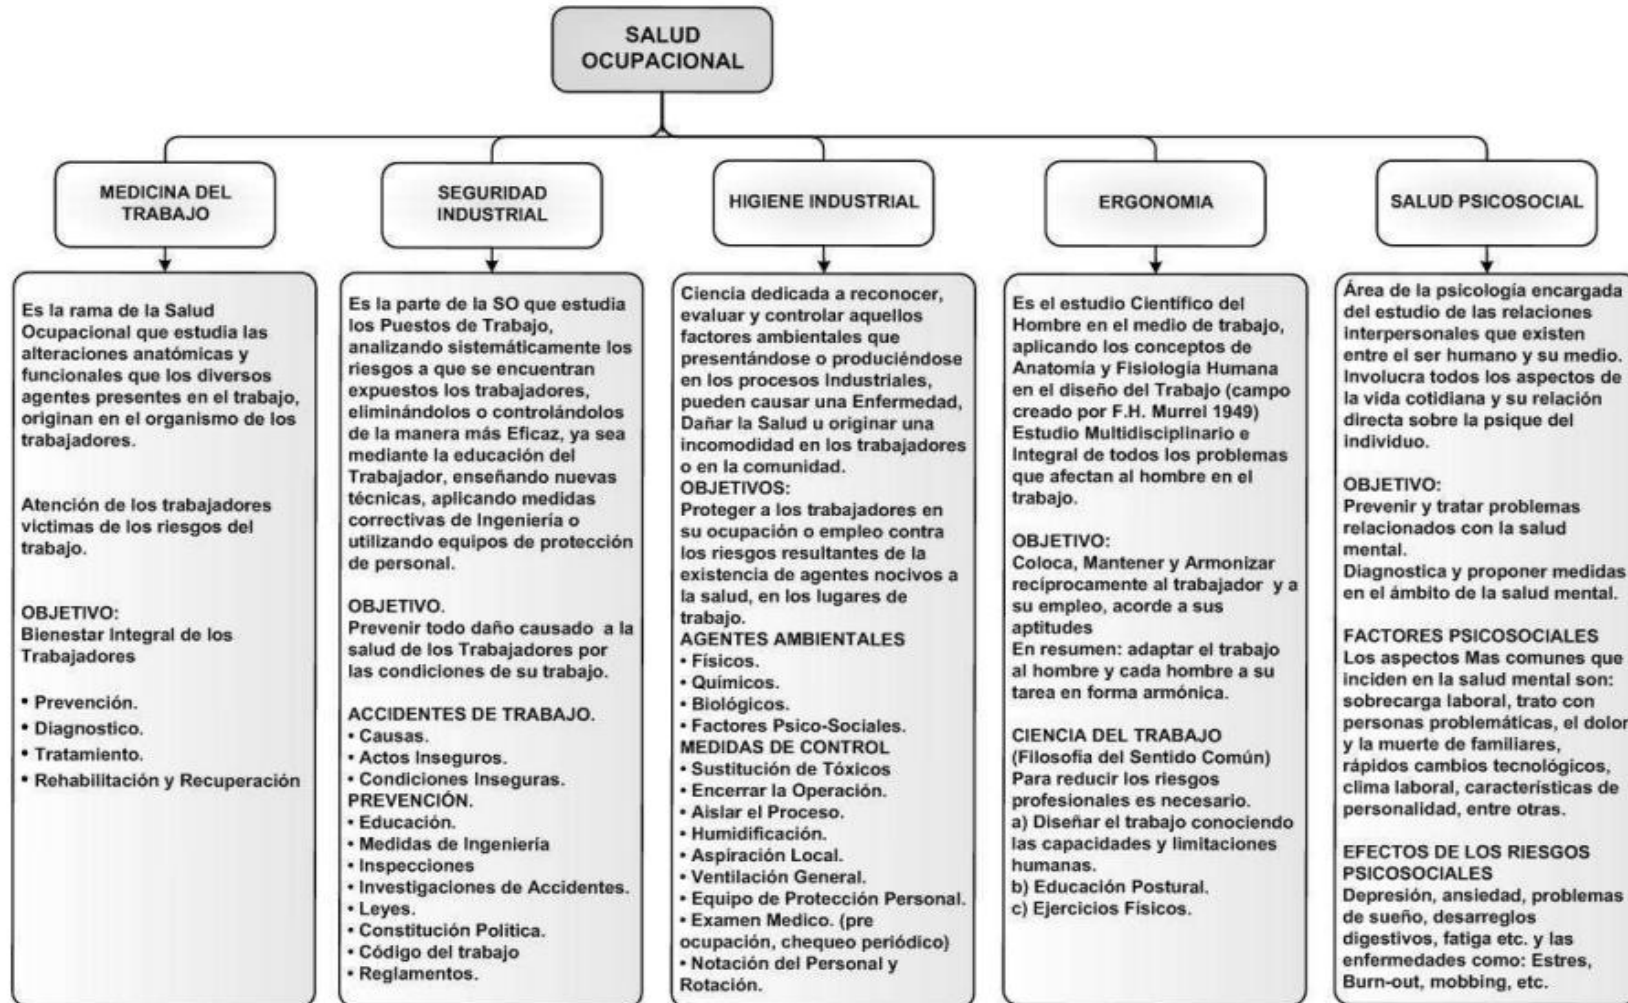 SALUD
OCUPACIONAL
MEDICINA DEL
TRABAJO
SEGURIDAD
INDUSTRIAL
HIGIENE INDUSTRIAL
ERGONOMIA
SALUD PSICOSOCIAL
Es la rama de la Salud
Ocupacional que estudia las
alteraciones anatómicas y
funcionales que los diversos
agentes presentes en el trabajo,
originan en el organismo de los
trabajadores.
Atención de los trabajadores
victimas de los riesgos del
trabajo.
OBJETIVO:
Bienestar Integral de los
Trabajadores
• Prevención.
• Diagnostico.
• Tratamiento.
• Rehabilitación y Recuperación
Es la parte de la SO que estudia
los Puestos de Trabajo,
analizando sistemáticamente los
riesgos a que se encuentran
expuestos los trabajadores,
eliminándolos o controlándolos
de la manera más Eficaz, ya sea
mediante la educación del
Trabajador, enseñando nuevas
técnicas, aplicando medidas
correctivas de Ingeniería o
utilizando equipos de protección
de personal.
OBJETIVO.
Prevenir todo daño causado a la
salud de los Trabajadores por
las condiciones de su trabajo.
ACCIDENTES DE TRABAJO.
• Causas.
• Actos Inseguros.
• Condiciones Inseguras.
PREVENCIÓN.
• Educación.
• Medidas de Ingeniería
• Inspecciones
• Investigaciones de Accidentes.
• Leyes.
• Constitución Política.
• Código del trabajo
• Reglamentos.
Ciencia dedicada a reconocer,
evaluar y controlar aquellos
factores ambientales que
presentándose o produciéndose
en los procesos Industriales,
pueden causar una Enfermedad,
Dañar la Salud u originar una
incomodidad en los trabajadores
o en la comunidad.
OBJETIVOS:
Proteger a los trabajadores en
su ocupación o empleo contra
los riesgos resultantes de la
existencia de agentes nocivos a
la salud, en los lugares de
trabajo.
AGENTES AMBIENTALES
• Físicos.
• Químicos.
• Biológicos.
• Factores Psico-Sociales.
MEDIDAS DE CONTROL
• Sustitución de Tóxicos
• Encerrar la Operación.
• Aislar el Proceso.
• Humidificación.
• Aspiración Local.
• Ventilación General.
• Equipo de Protección Personal.
• Examen Medico. (pre
ocupación, chequeo periódico)
• Notación del Personal y
Rotación.
Es el estudio Científico del
Hombre en el medio de trabajo,
aplicando los conceptos de
Anatomía y Fisiología Humana
en el diseño del Trabajo (campo
creado por F.H. Murrel 1949)
Estudio Multidisciplinario e
Integral de todos los problemas
que afectan al hombre en el
trabajo.
OBJETIVO:
Coloca, Mantener y Armonizar
recíprocamente al trabajador y a
su empleo, acorde a sus
aptitudes
En resumen: adaptar el trabajo
al hombre y cada hombre a su
tarea en forma armónica.
CIENCIA DEL TRABAJO
(Filosofía del Sentido Común)
Para reducir los riesgos
profesionales es necesario.
a) Diseñar el trabajo conociendo
las capacidades y limitaciones
humanas.
b) Educación Postural.
c) Ejercicios Físicos.
Área de la psicología encargada
del estudio de las relaciones
interpersonales que existen
entre el ser humano y su medio.
Involucra todos los aspectos de
la vida cotidiana y su relación
directa sobre la psique del
individuo.
OBJETIVO:
Prevenir y tratar problemas
relacionados con la salud
mental.
Diagnostica y proponer medidas
en el ámbito de la salud mental.
FACTORES PSICOSOCIALES
Los aspectos Mas comunes que
inciden en la salud mental son:
sobrecarga laboral, trato con
personas problemáticas, el dolor
y la muerte de familiares,
rápidos cambios tecnológicos,
clima laboral, características de
personalidad, entre otras.
EFECTOS DE LOS RIESGOS
PSICOSOCIALES
Depresión, ansiedad, problemas
de sueño, desarreglos
digestivos, fatiga etc. y las
enfermedades como: Estres,
Burn-out, mobbing, etc.